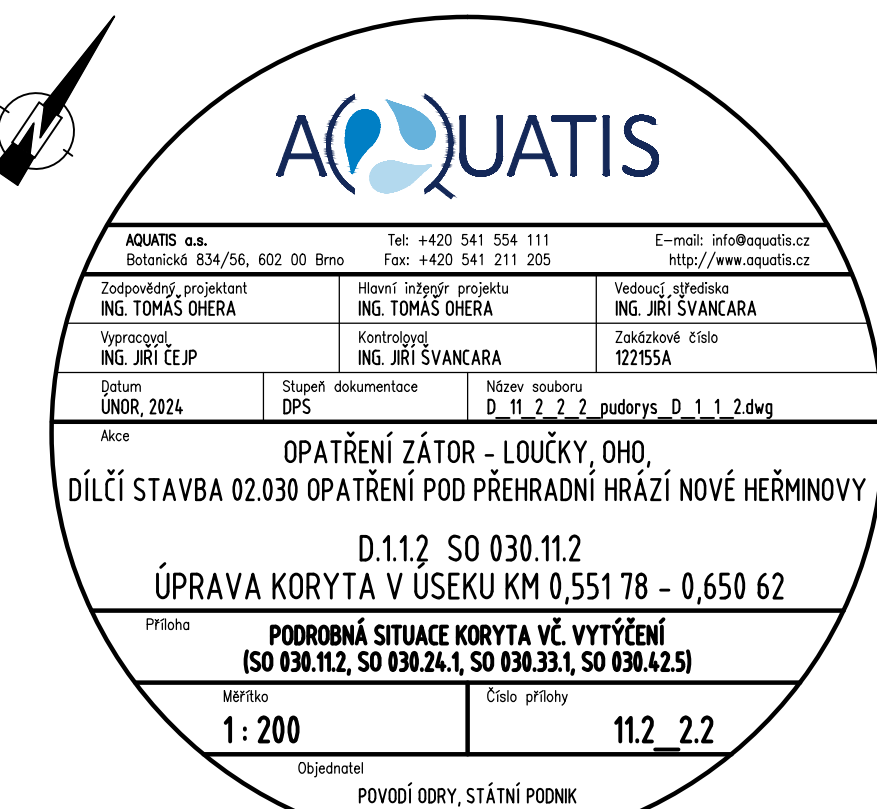 AQUATIS
AQUATIS a.s. Tel: +420 541 554 111 E-mail: info@aquatis.cz
Botanická 834/56, 602 00 Brno Fax: +420 541 211 205 http://www.aquatis.cz
Zodpovědný projektant Hlavní inženýr projektu Vedoucí střediska
ING. TOMÁŠ OHERA ING. TOMÁŠ OHERA ING. JIŘÍ ŠVANCARA
Vypracoval Kontroloval Zakázkové číslo
ING. JIŘÍ ČEJP ING. JIŘÍ ŠVANCARA 122155A
Datum Stupeň dokumentace Název souboru
ÚNOR, 2024 DPS D_11_2_2_2_pudorys_D_1_1_2.dwg
Akce
OPATŘENÍ ZÁTOR - LOUČKY, OHO,
DÍLČÍ STAVBA 02.030 OPATŘENÍ POD PŘEHRADNÍ HRÁZÍ NOVÉ HEŘMINOVY
D.1.1.2 SO 030.11.2
ÚPRAVA KORYTA V ÚSEKU KM 0,551 78 - 0,650 62
Příloha
PODROBNÁ SITUACE KORYTA VČ. VYTÝČENÍ
(SO 030.11.2, SO 030.24.1, SO 030.33.1, SO 030.42.5)
Měřítko Číslo přílohy
1 : 200 11.2_2.2
Objednatel
POVODÍ ODRY, STÁTNÍ PODNIK